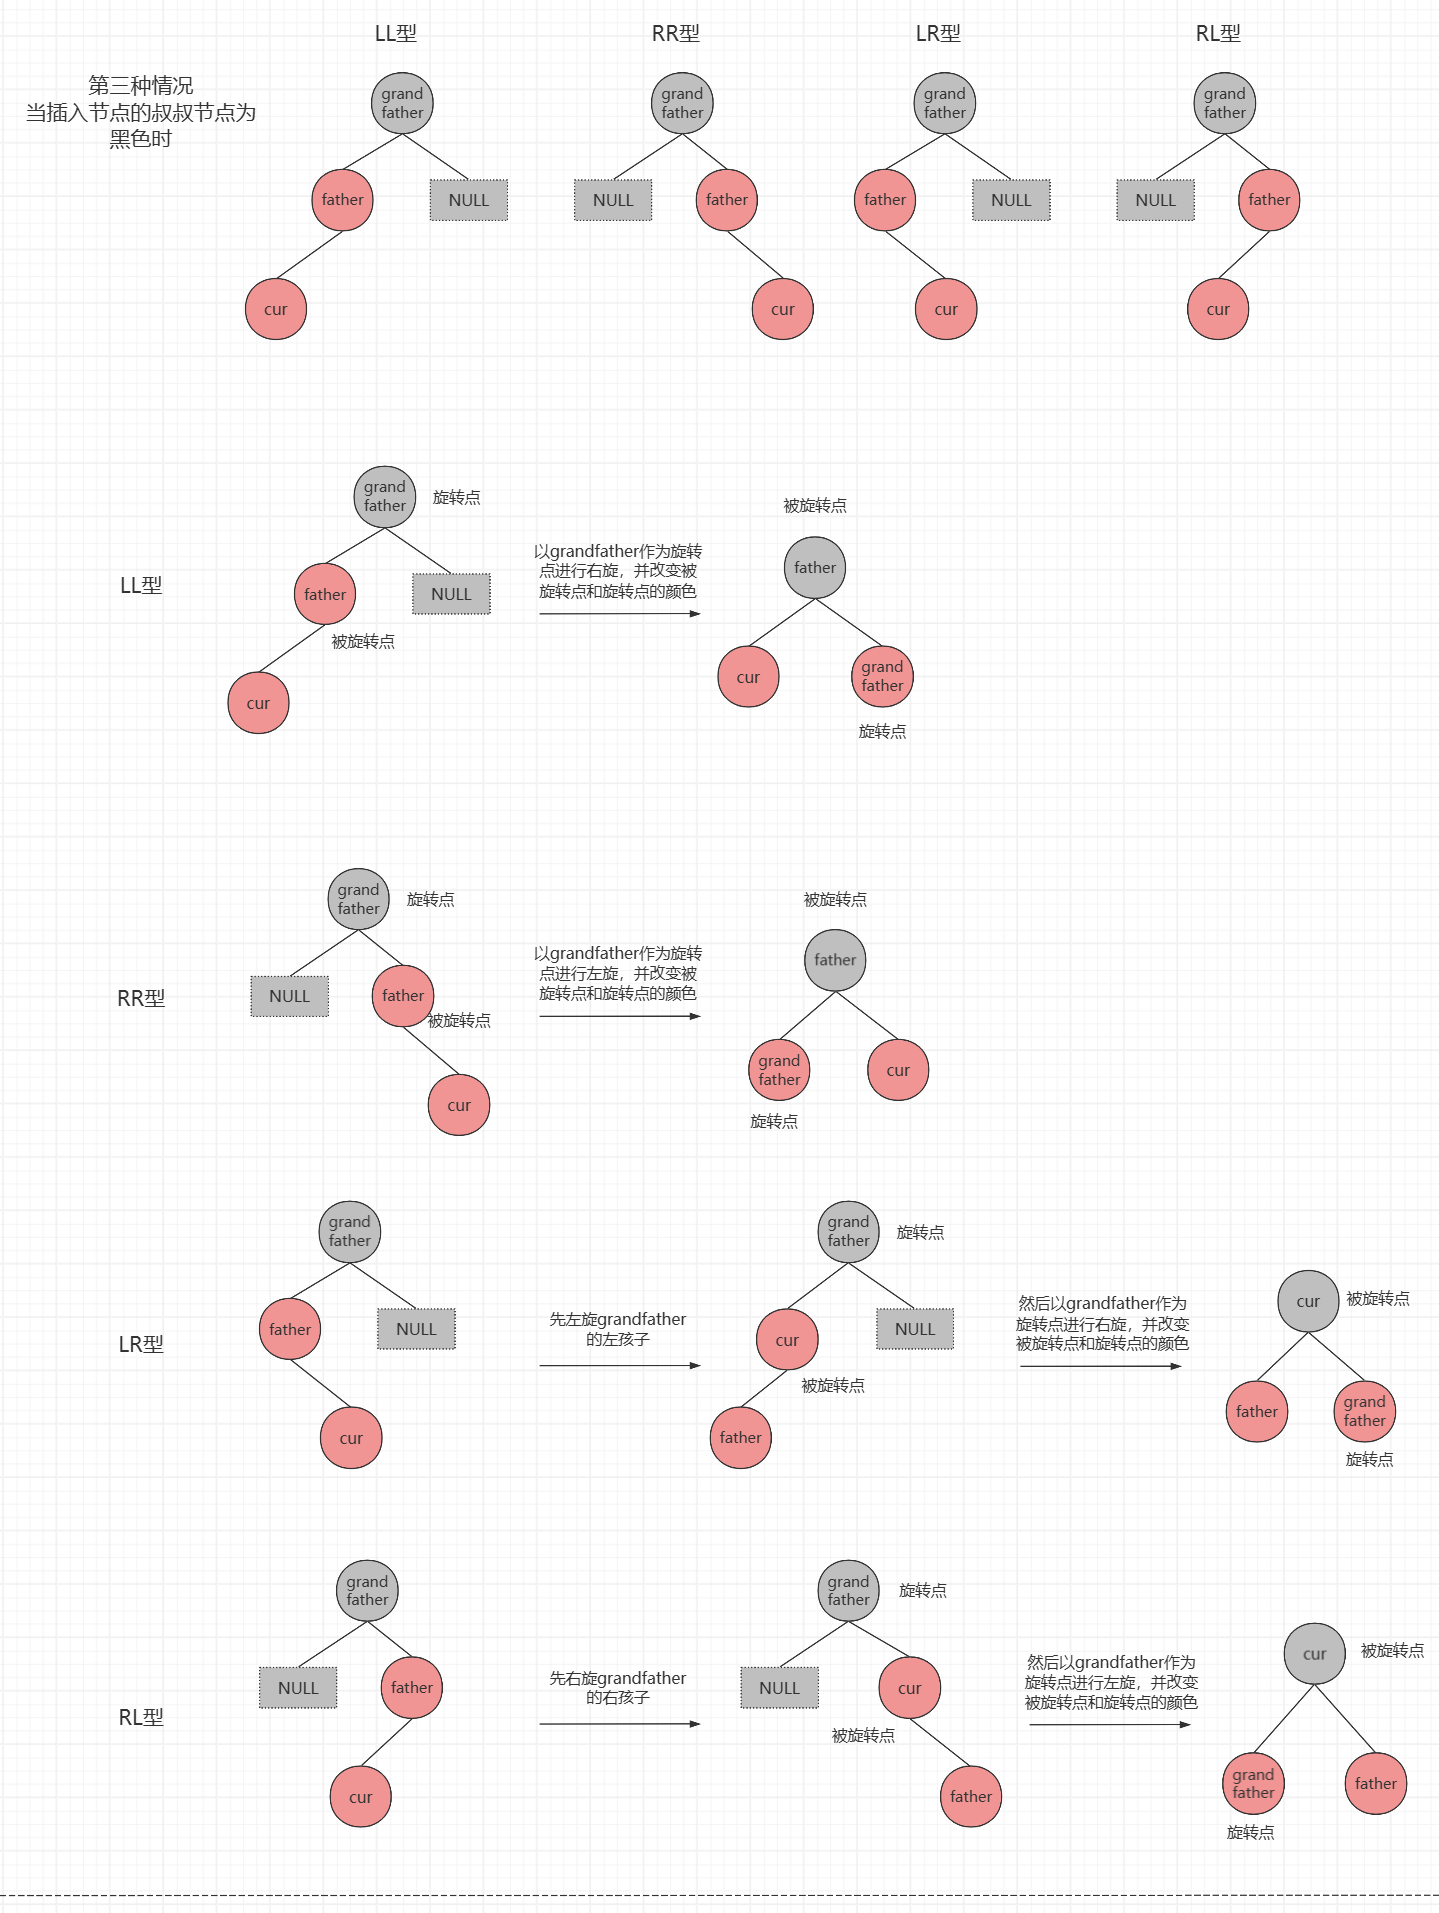 LL型
RR型
LR型
RL型
第三种情况
当插入节点的叔叔节点为
黑色时
grand
father
father
NULL
cur
grand
father
NULL
father
cur
grand
father
father
NULL
cur
grand
father
NULL
father
cur
LL型
grand
father
旋转点
father
NULL
被旋转点
cur
以grandfather作为旋转
点进行右旋，并改变被
旋转点和旋转点的颜色
被旋转点
father
cur
grand
father
旋转点
RR型
grand
father
旋转点
NULL
father
被旋转点
cur
以grandfather作为旋转
点进行左旋，并改变被
旋转点和旋转点的颜色
被旋转点
father
grand
father
cur
旋转点
LR型
grand
father
father
NULL
cur
先左旋grandfather
的左孩子
grand
father
旋转点
cur
NULL
被旋转点
father
然后以grandfather作为
旋转点进行右旋，并改变
被旋转点和旋转点的颜色
cur
被旋转点
father
grand
father
旋转点
RL型
grand
father
NULL
father
cur
先右旋grandfather
的右孩子
grand
father
旋转点
NULL
cur
被旋转点
father
然后以grandfather作为
旋转点进行左旋，并改变
被旋转点和旋转点的颜色
cur
被旋转点
grand
father
father
旋转点